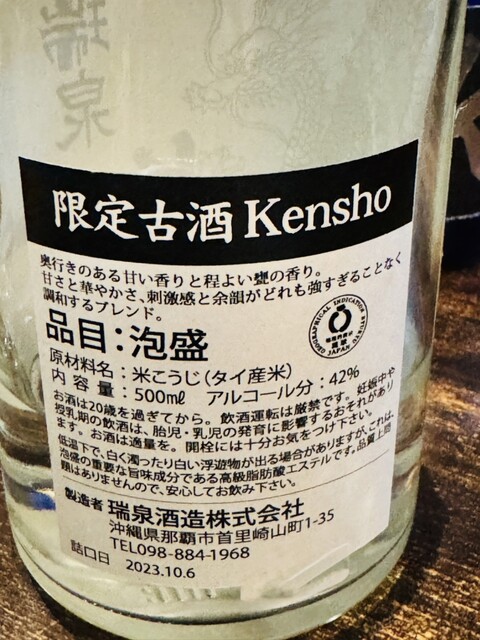 瑞泉
限定古酒 Kensho
奥行きのある甘い香りと程よい甕の香り。
甘さと華やかさ、刺激感と余韻がどれも強すぎることなく
調和するブレンド。
品目：泡盛
GEOGRAPHICAL INDICATION RYUKYU
琉球
JAPAN
原材料名：米こうじ（タイ産米）
内容量：500mℓ アルコール分：42%
お酒は20歳を過ぎてから。飲酒運転は厳禁です。妊娠中や
授乳期の飲酒は、胎児・乳児の発育に影響するおそれがあり
ます。お酒は適量を。開栓には十分お気をつけ下さい。
低温下で、白く濁ったり白い浮遊物が出る場合がありますが、これは、
泡盛の重要な旨味成分である高級脂肪酸エステルです。品質上問
題はありませんので、安心してお飲み下さい。
製造者 瑞泉酒造株式会社
沖縄県那覇市首里崎山町1-35
TEL098-884-1968
詰口日 2023.10.6